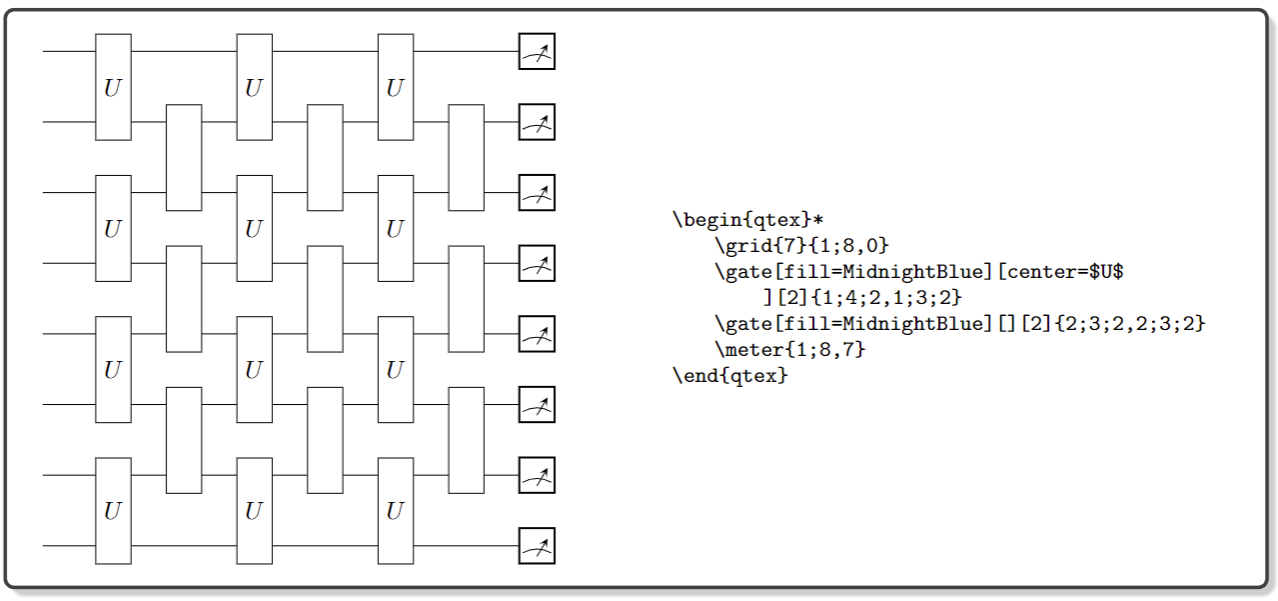 U U U
U U U
U U U
U U U
\begin{qtex}*
\grid{7}{1;8,0}
\gate[fill=MidnightBlue][center=$U$
][2]{1;4;2,1;3;2}
\gate[fill=MidnightBlue][][2]{2;3;2,2;3;2}
\meter{1;8,7}
\end{qtex}